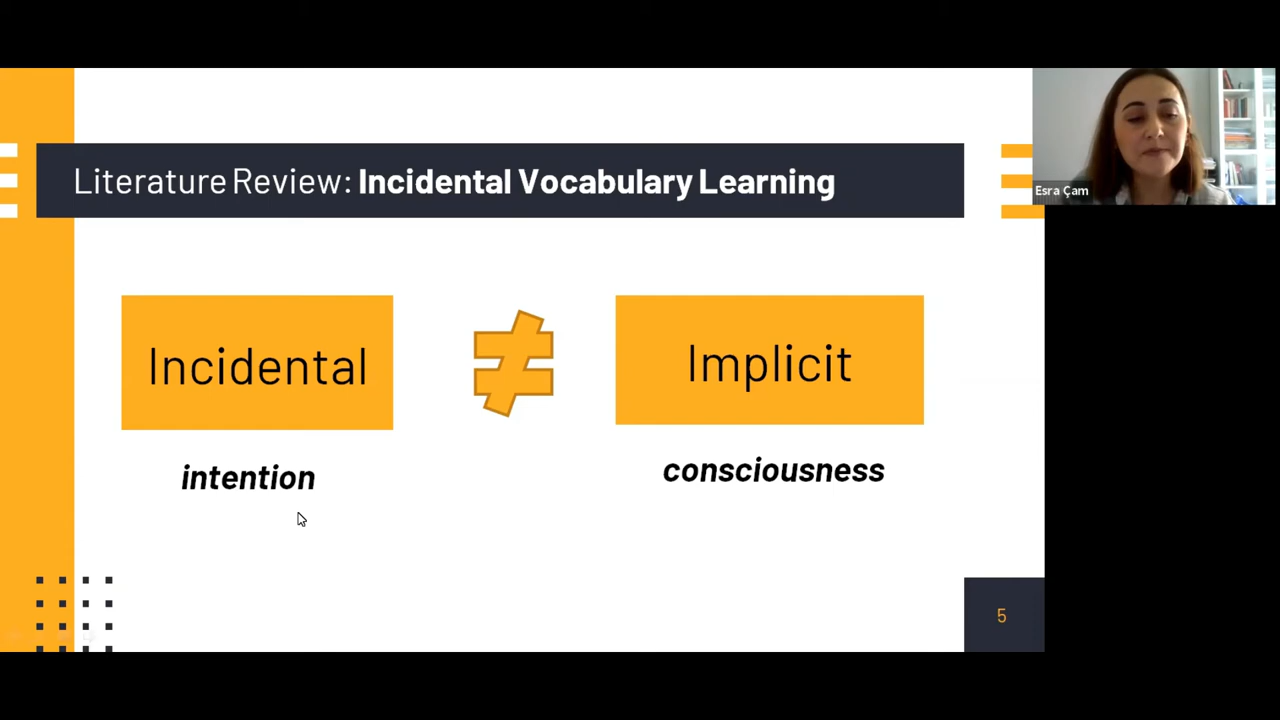 Literature Review: Incidental Vocabulary Learning
Esra Çam
Incidental
≠
Implicit
intention
consciousness
5